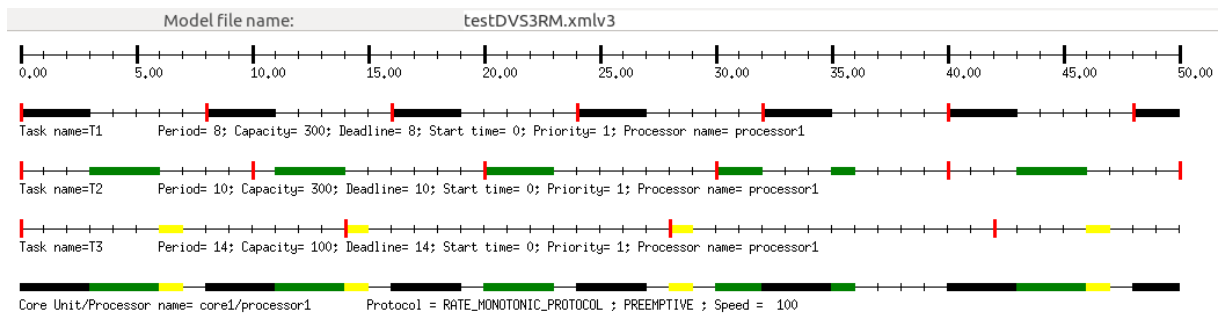 Model file name: testDVS3RM.xmlv3
0.00 5.00 10.00 15.00 20.00 25.00 30.00 35.00 40.00 45.00 50.00
Task name=T1 Period= 8; Capacity= 300; Deadline= 8; Start time= 0; Priority= 1; Processor name= processor1
Task name=T2 Period= 10; Capacity= 300; Deadline= 10; Start time= 0; Priority= 1; Processor name= processor1
Task name=T3 Period= 14; Capacity= 100; Deadline= 14; Start time= 0; Priority= 1; Processor name= processor1
Core Unit/Processor name= core1/processor1 Protocol = RATE_MONOTONIC_PROTOCOL ; PREEMPTIVE ; Speed = 100